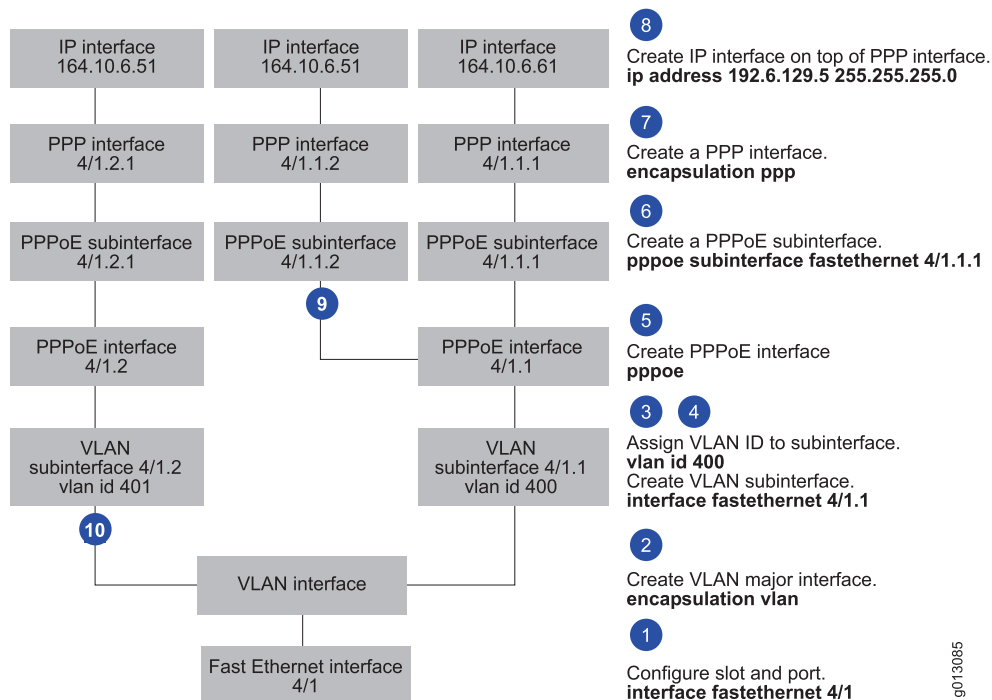 IP interface
164.10.6.51
IP interface
164.10.6.51
IP interface
164.10.6.61
8
Create IP interface on top of PPP interface.
ip address 192.6.129.5 255.255.255.0
PPP interface
4/1.2.1
PPP interface
4/1.1.2
PPP interface
4/1.1.1
7
Create a PPP interface.
encapsulation ppp
PPPoE subinterface
4/1.2.1
PPPoE subinterface
4/1.1.2
PPPoE subinterface
4/1.1.1
6
Create a PPPoE subinterface.
pppoe subinterface fastethernet 4/1.1.1
9
PPPoE interface
4/1.2
PPPoE interface
4/1.1
5
Create PPPoE interface
pppoe
VLAN
subinterface 4/1.2
vlan id 401
VLAN
subinterface 4/1.1
vlan id 400
3 4
Assign VLAN ID to subinterface.
vlan id 400
Create VLAN subinterface.
interface fastethernet 4/1.1
10
VLAN interface
2
Create VLAN major interface.
encapsulation vlan
Fast Ethernet interface
4/1
1
Configure slot and port.
interface fastethernet 4/1
g013085